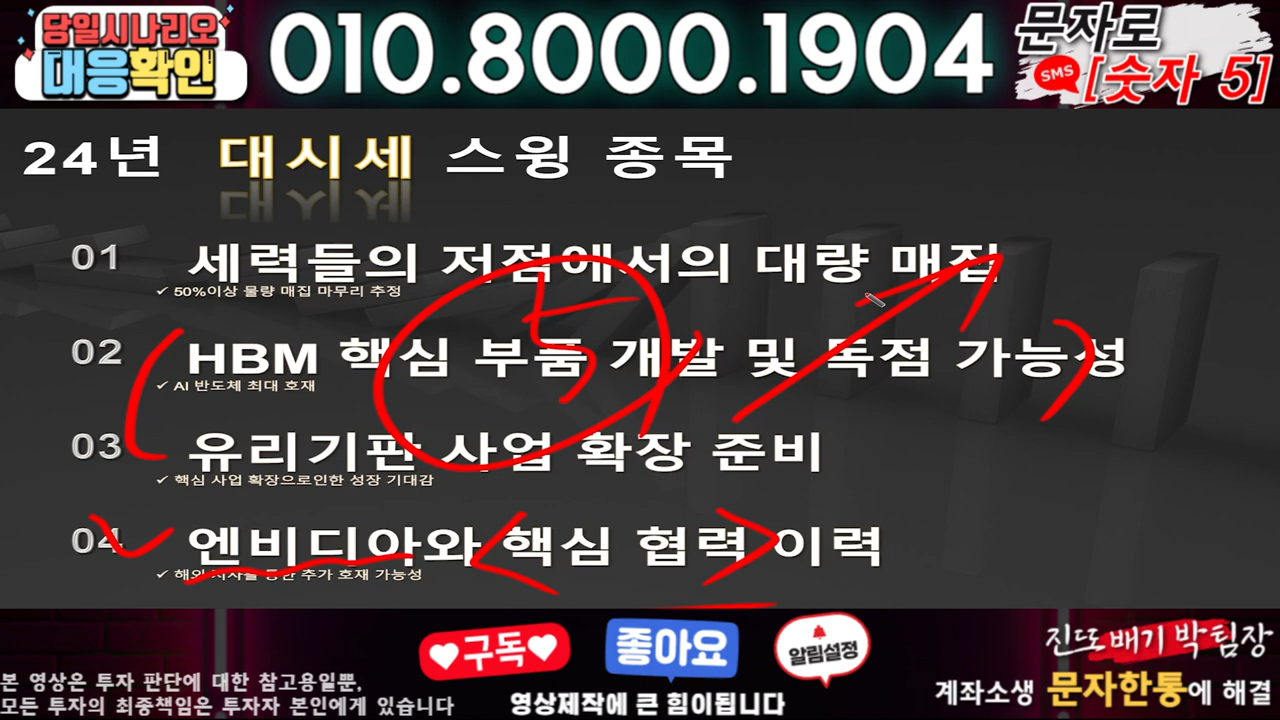 당일시나리오
대응확인
010.8000.1904
문자로
SMS
[숫자 5]
24년 대시세 스윙 종목
01 세력들의 저점에서의 대량 매집
✓ 50%이상 물량 매집 마무리 추정
02 HBM 핵심 부품 개발 및 독점 가능성
✓ AI 반도체 최대 호재
03 유리기판 사업 확장 준비
✓ 핵심 사업 확장으로인한 성장 기대감
04 엔비디아와 핵심 협력 이력
✓ 해외 통한 추가 호재 가능성
5
구독
좋아요
알림설정
영상제작에 큰 힘이됩니다
본 영상은 투자 판단에 대한 참고용일뿐,
모든 투자의 최종책임은 투자자 본인에게 있습니다
진또배기 박팀장
계좌소생 문자한통에 해결